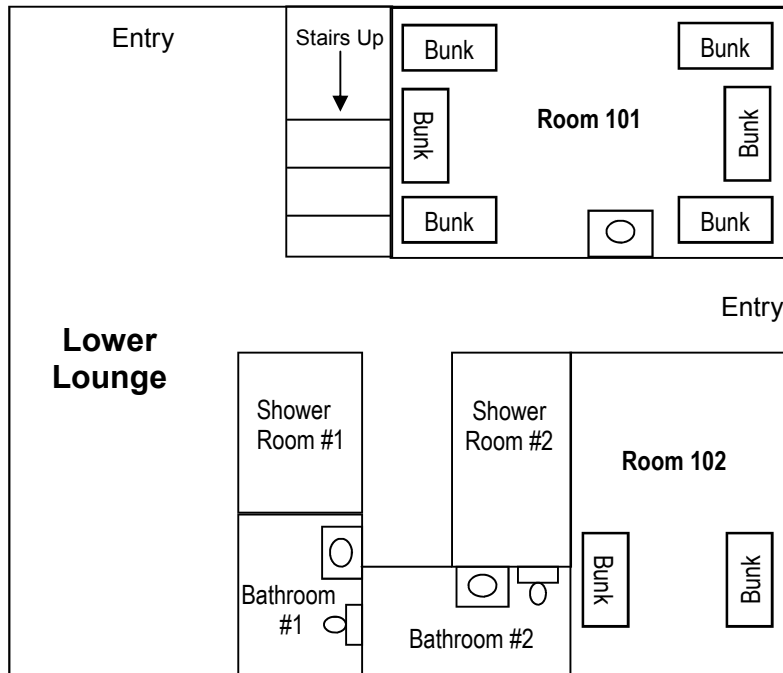 Entry
Stairs Up
Bunk
Bunk
Bunk
Room 101
Bunk
Bunk
Bunk
Entry
Lower
Lounge
Shower
Room #1
Shower
Room #2
Room 102
Bunk
Bunk
Bathroom
#1
Bathroom #2